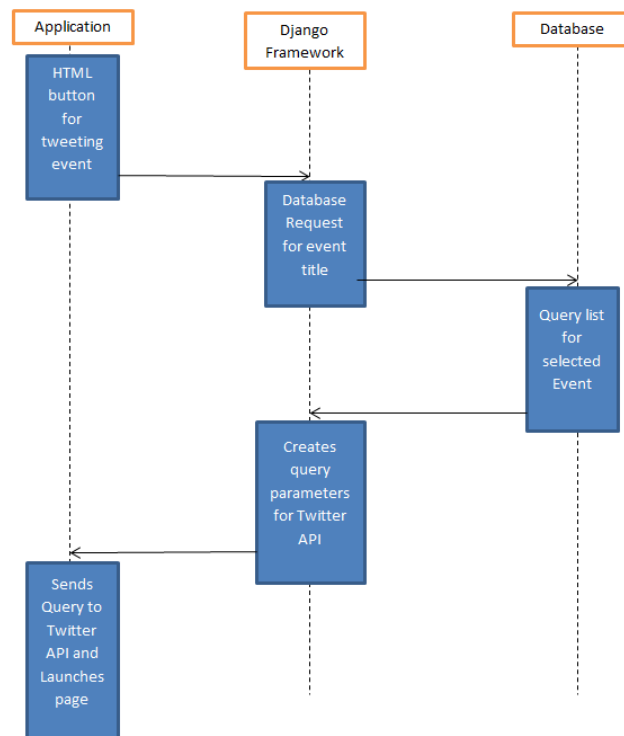 Application
Django
Framework
Database
HTML
button
for
tweeting
event
Database
Request
for event
title
Query list
for
selected
Event
Creates
query
parameters
for Twitter
API
Sends
Query to
Twitter
API and
Launches
page